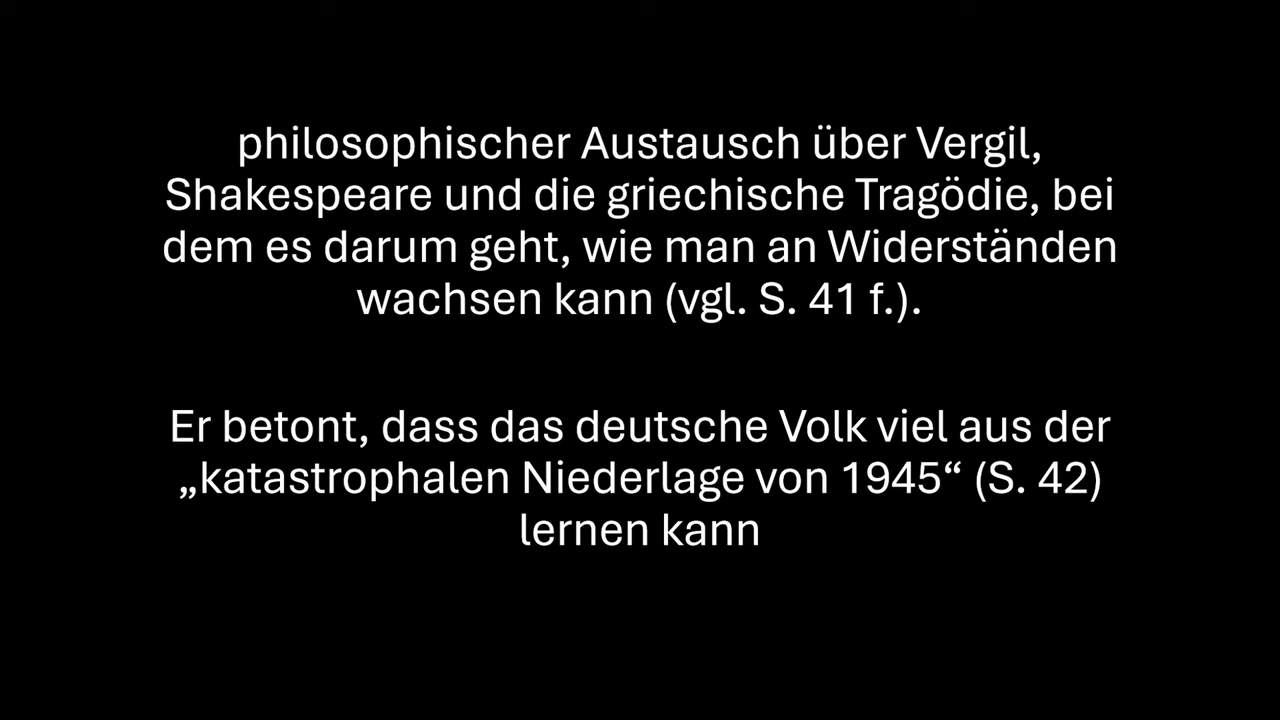 philosophischer Austausch über Vergil,
Shakespeare und die griechische Tragödie, bei
dem es darum geht, wie man an Widerständen
wachsen kann (vgl. S. 41 f.).
Er betont, dass das deutsche Volk viel aus der
„katastrophalen Niederlage von 1945“ (S. 42)
lernen kann